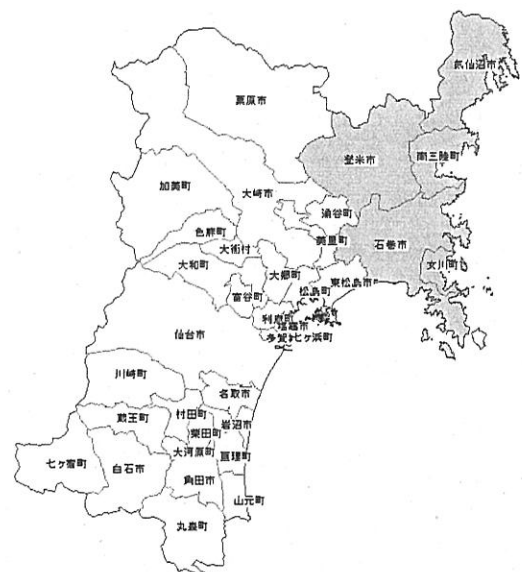 気仙沼市
栗原市
登米市
南三陸町
加美町
大崎市
涌谷町
色麻町
美里町
石巻市
大衡村
大和町
大郷町
女川町
東松島市
富谷町
松島町
利府町
塩竈市
仙台市
七ヶ浜町
川崎町
名取市
蔵王町
村田町
岩沼市
柴田町
大河原町
亘理町
七ヶ宿町
白石市
角田市
山元町
丸森町